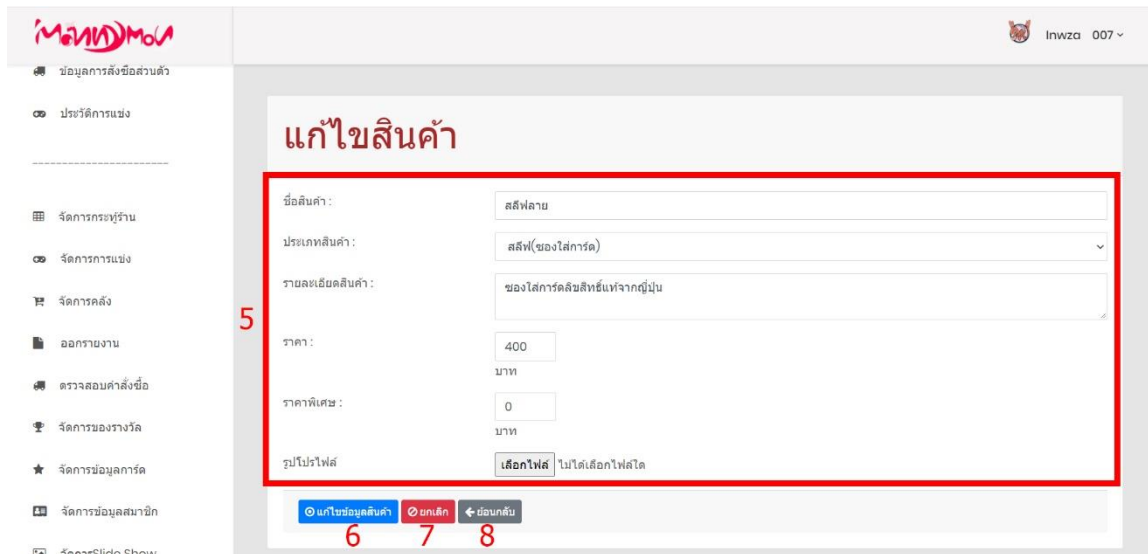 Inwza 007
ข้อมูลการสั่งซื้อส่วนตัว
ประวัติการแข่ง
-----------------------
จัดการกระทู้ร้าน
จัดการการแข่ง
จัดการคลัง
ออกรายงาน
ตรวจสอบคำสั่งซื้อ
จัดการของรางวัล
จัดการข้อมูลการ์ด
จัดการข้อมูลสมาชิก
จัดการSlide Show
แก้ไขสินค้า
5
ชื่อสินค้า :
สลีฟลาย
ประเภทสินค้า :
สลีฟ(ซองใส่การ์ด)
รายละเอียดสินค้า :
ซองใส่การ์ดลิขสิทธิ์แท้จากญี่ปุ่น
ราคา :
400
บาท
ราคาพิเศษ :
0
บาท
รูปโปรไฟล์
เลือกไฟล์ ไม่ได้เลือกไฟล์ใด
แก้ไขข้อมูลสินค้า ยกเลิก ย้อนกลับ
6 7 8